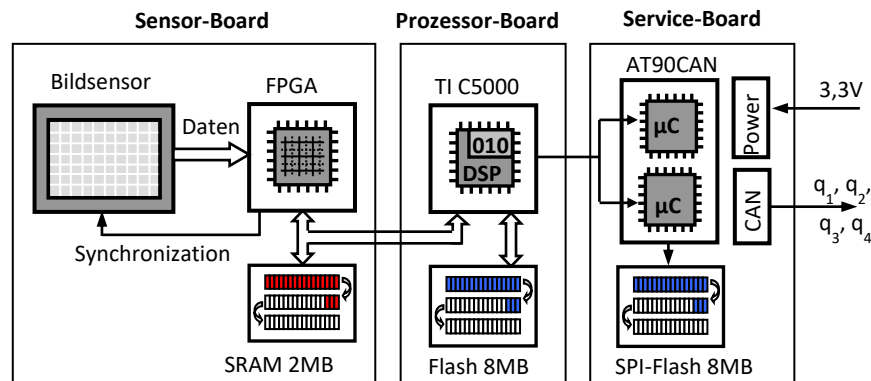 Sensor-Board
Prozessor-Board
Service-Board
Bildsensor
FPGA
TI C5000
AT90CAN
Daten
010
DSP
µC
µC
Power
3,3V
CAN
q1, q2,
q3, q4
Synchronization
SRAM 2MB
Flash 8MB
SPI-Flash 8MB